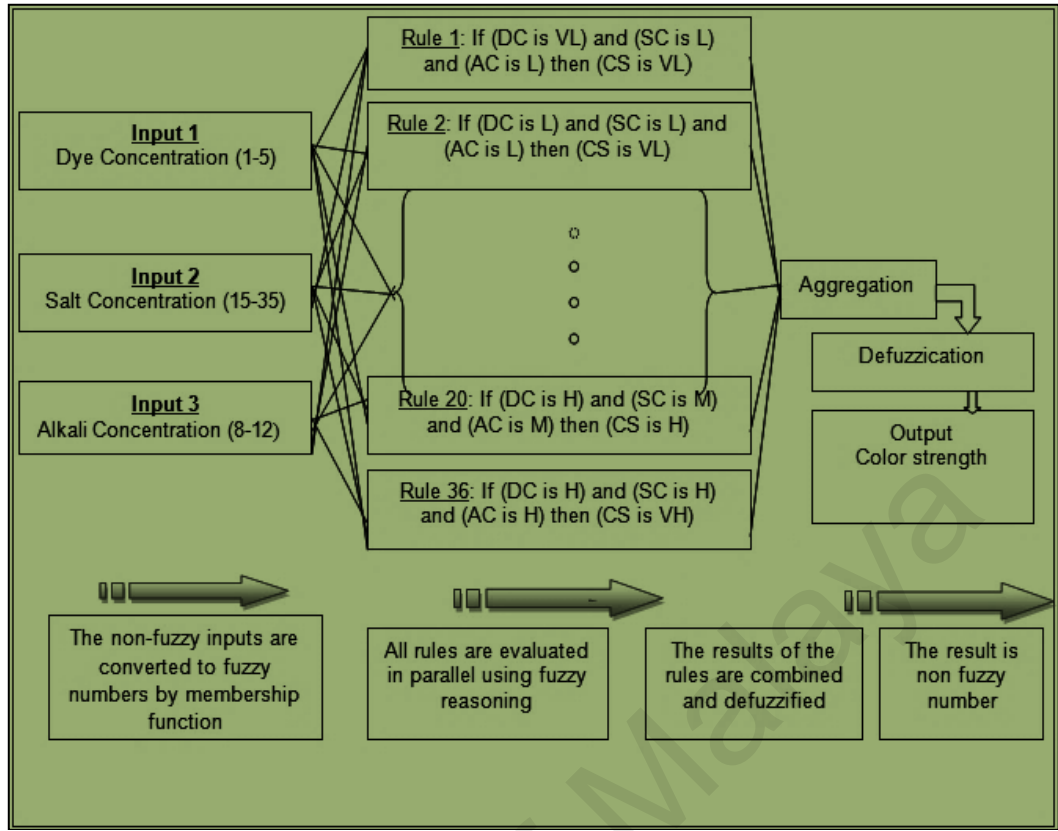 Rule 1: If (DC is VL) and (SC is L)
and (AC is L) then (CS is VL)
Rule 2: If (DC is L) and (SC is L) and
(AC is L) then (CS is VL)
Input 1
Dye Concentration (1-5)
Input 2
Salt Concentration (15-35)
Input 3
Alkali Concentration (8-12)
Rule 20: If (DC is H) and (SC is M)
and (AC is M) then (CS is H)
Rule 36: If (DC is H) and (SC is H)
and (AC is H) then (CS is VH)
Aggregation
Defuzzication
Output
Color strength
The non-fuzzy inputs are
converted to fuzzy
numbers by membership
function
All rules are evaluated
in parallel using fuzzy
reasoning
The results of the
rules are combined
and defuzzified
The result is
non fuzzy
number
Malaya